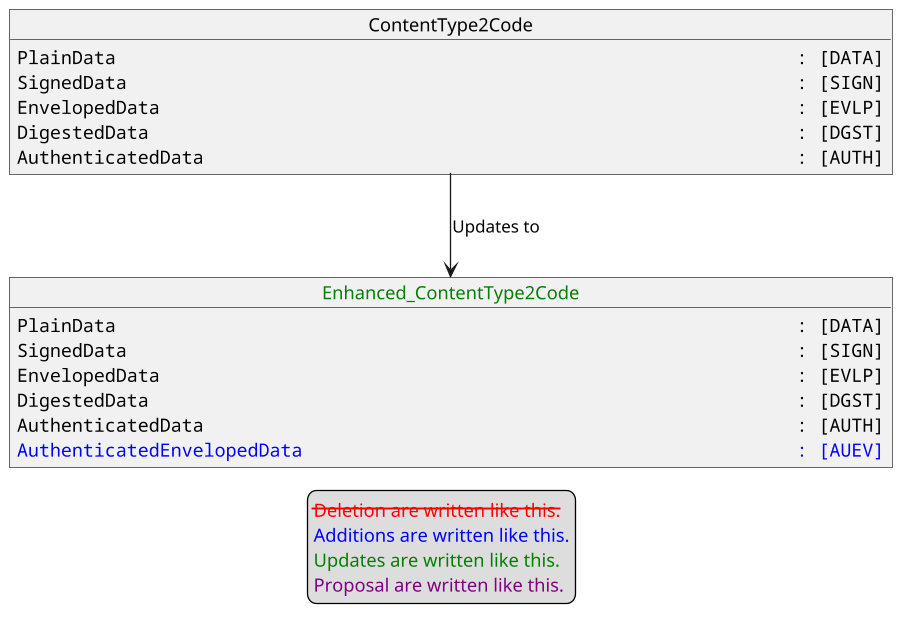 ContentType2Code
PlainData : [DATA]
SignedData : [SIGN]
EnvelopedData : [EVLP]
DigestedData : [DGST]
AuthenticatedData : [AUTH]
Updates to
Enhanced_ContentType2Code
PlainData : [DATA]
SignedData : [SIGN]
EnvelopedData : [EVLP]
DigestedData : [DGST]
AuthenticatedData : [AUTH]
AuthenticatedEnvelopedData : [AUEV]
Deletion are written like this.
Additions are written like this.
Updates are written like this.
Proposal are written like this.